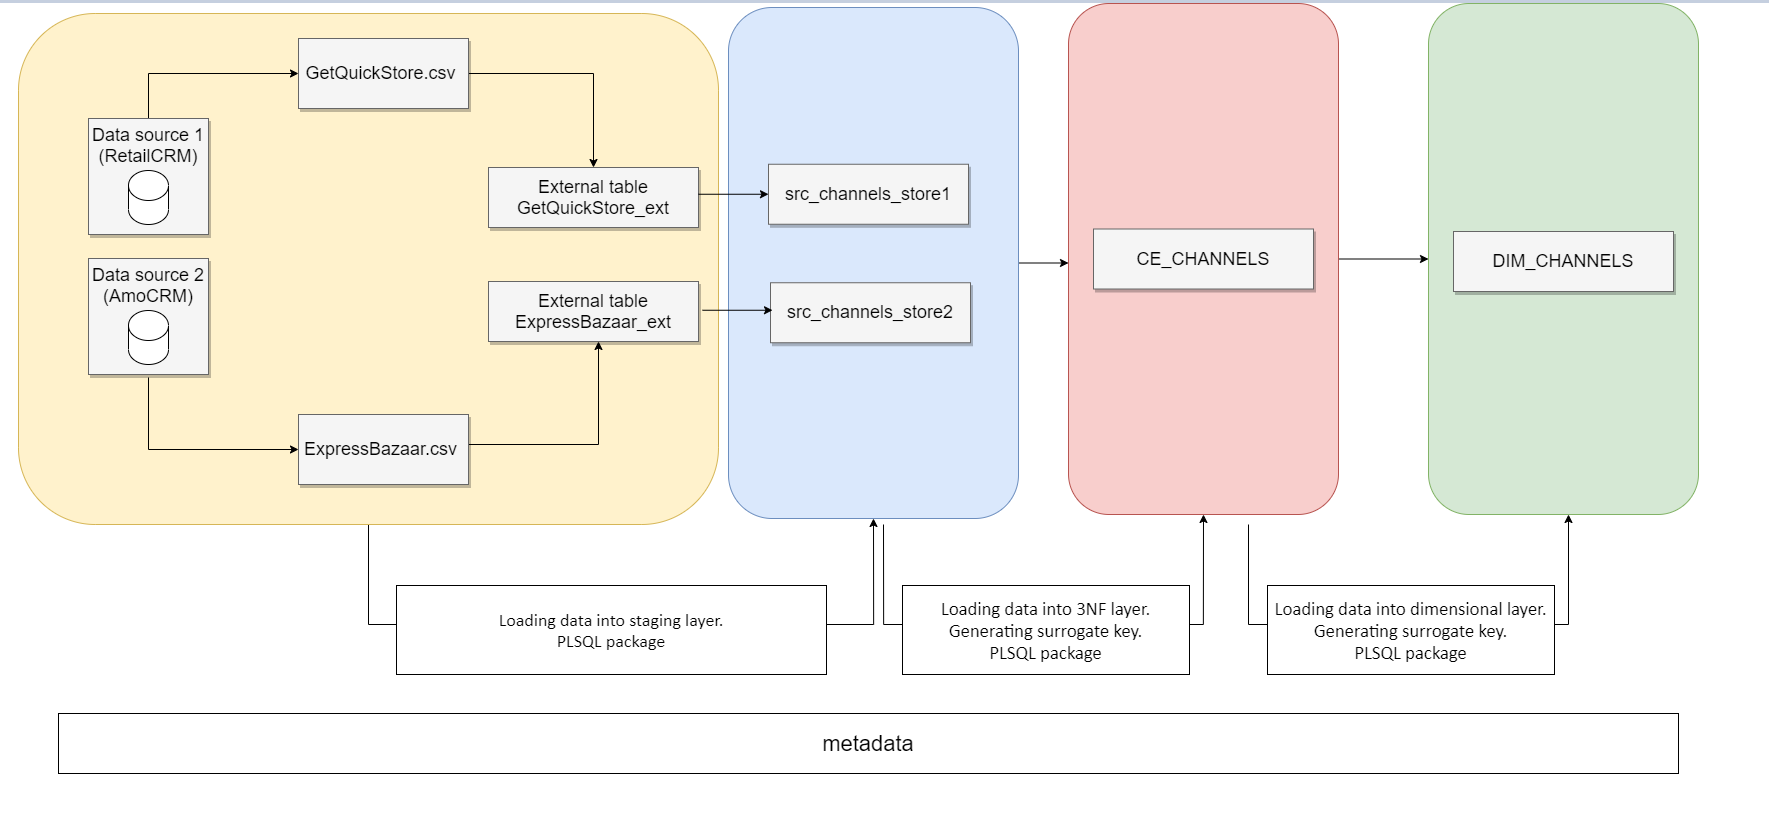 GetQuickStore.csv
Data source 1
(RetailCRM)
External table
GetQuickStore_ext
Data source 2
(AmoCRM)
External table
ExpressBazaar_ext
ExpressBazaar.csv
src_channels_store1
src_channels_store2
CE_CHANNELS
DIM_CHANNELS
Loading data into staging layer.
PLSQL package
Loading data into 3NF layer.
Generating surrogate key.
PLSQL package
Loading data into dimensional layer.
Generating surrogate key.
PLSQL package
metadata